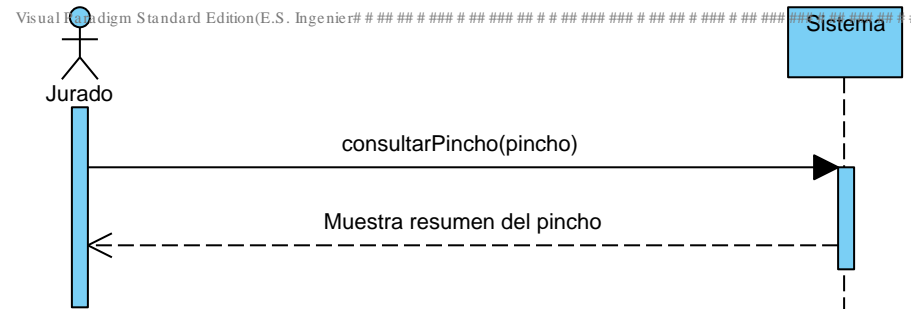 Visual Paradigm Standard Edition(E.S. Ingenier# # ## ## # ### # ## ### ## # # ## ### ### # ## ## # ### # ## ### ### # ## ### ## #
Sistema
Jurado
consultarPincho(pincho)
Muestra resumen del pincho